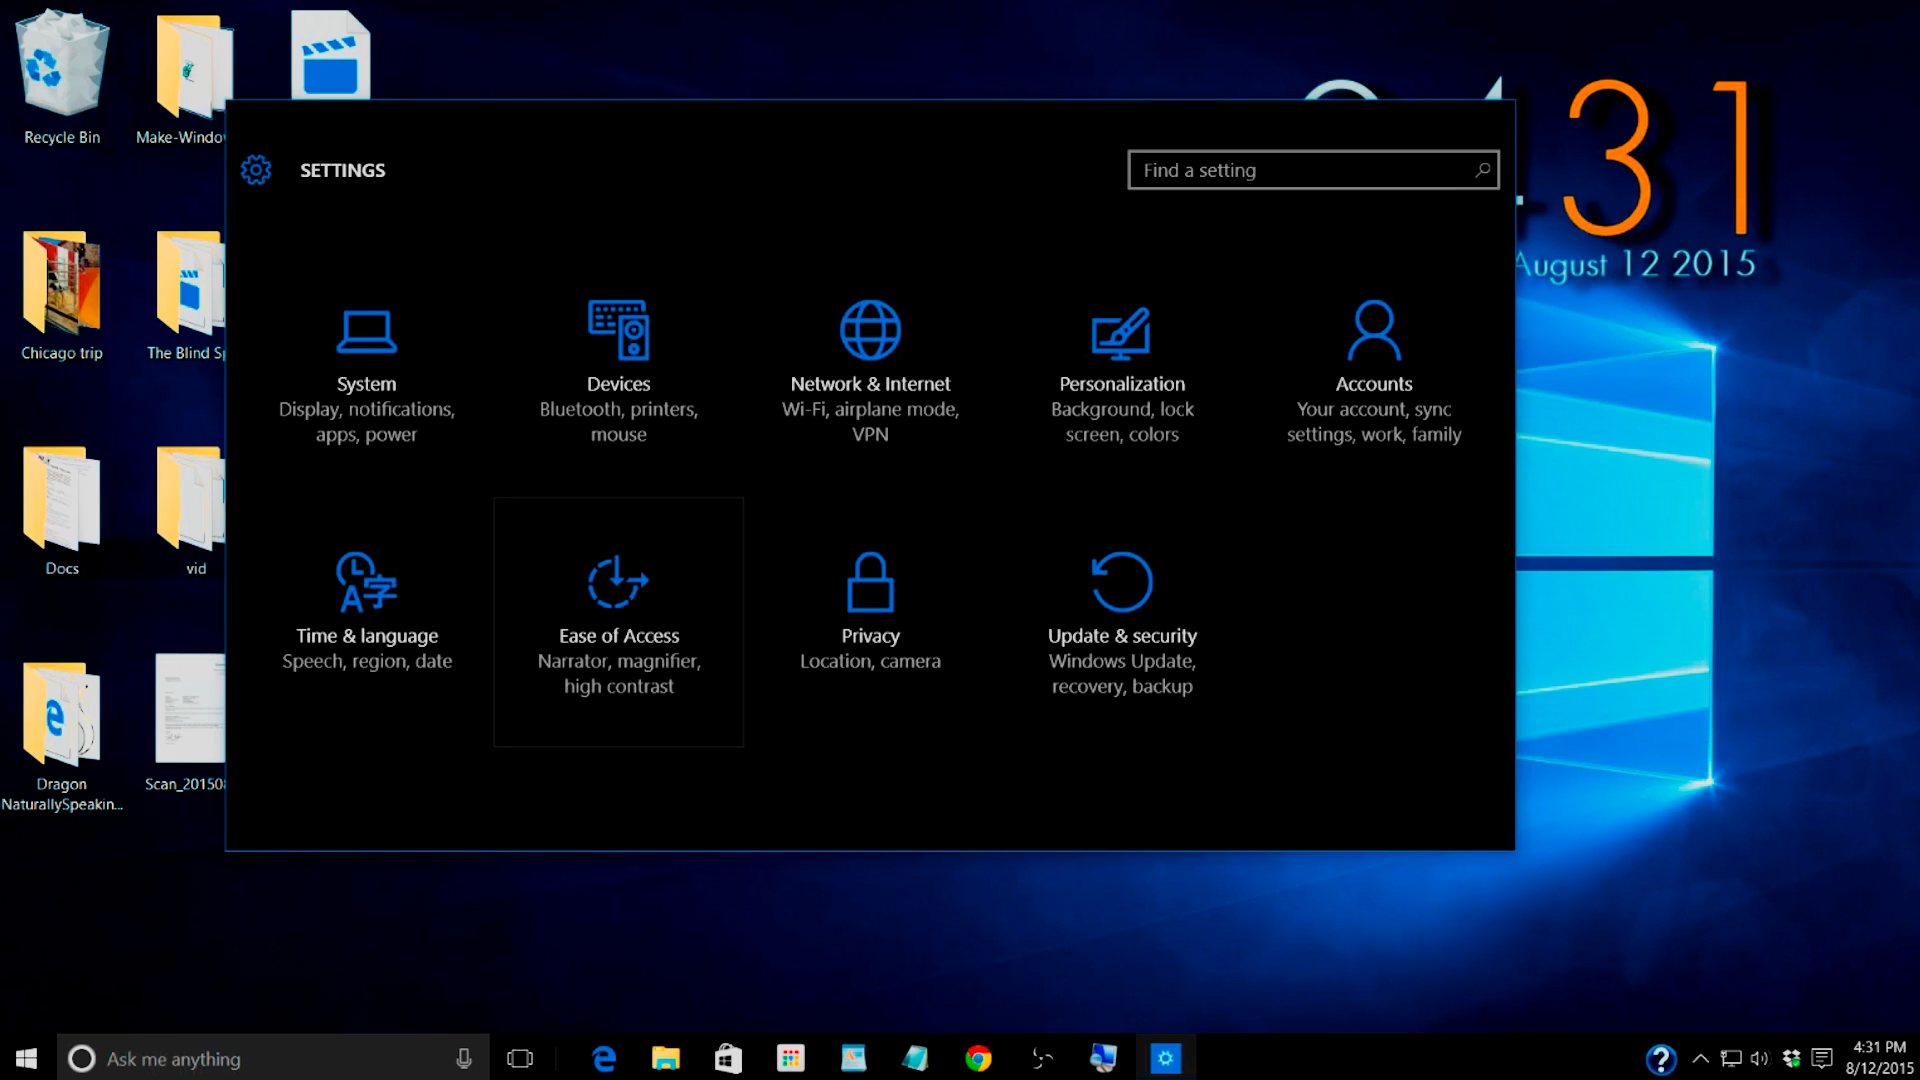 Recycle Bin
Make-Windo
31
August 12 2015
SETTINGS
Find a setting
Chicago trip
The Blind Sp
System
Display, notifications,
apps, power
Devices
Bluetooth, printers,
mouse
Network & Internet
Wi-Fi, airplane mode,
VPN
Personalization
Background, lock
screen, colors
Accounts
Your account, sync
settings, work, family
Docs
vid
Time & language
Speech, region, date
Ease of Access
Narrator, magnifier,
high contrast
Privacy
Location, camera
Update & security
Windows Update,
recovery, backup
Dragon
NaturallySpeakin...
Scan_20150
Ask me anything
4:31 PM
8/12/2015